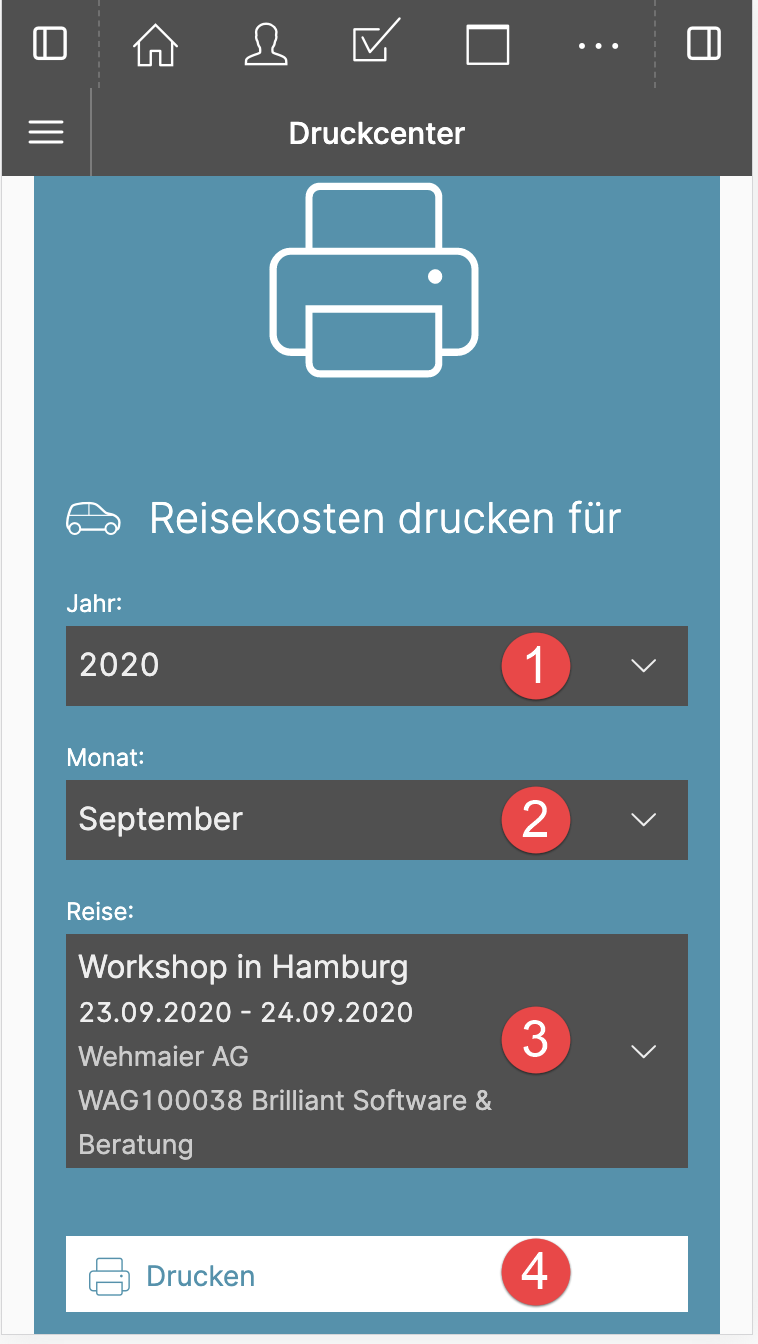 Druckcenter
Reisekosten drucken für
Jahr:
2020
1
Monat:
September
2
Reise:
Workshop in Hamburg
23.09.2020 - 24.09.2020
3
Wehmaier AG
WAG100038 Brilliant Software &
Beratung
Drucken
4